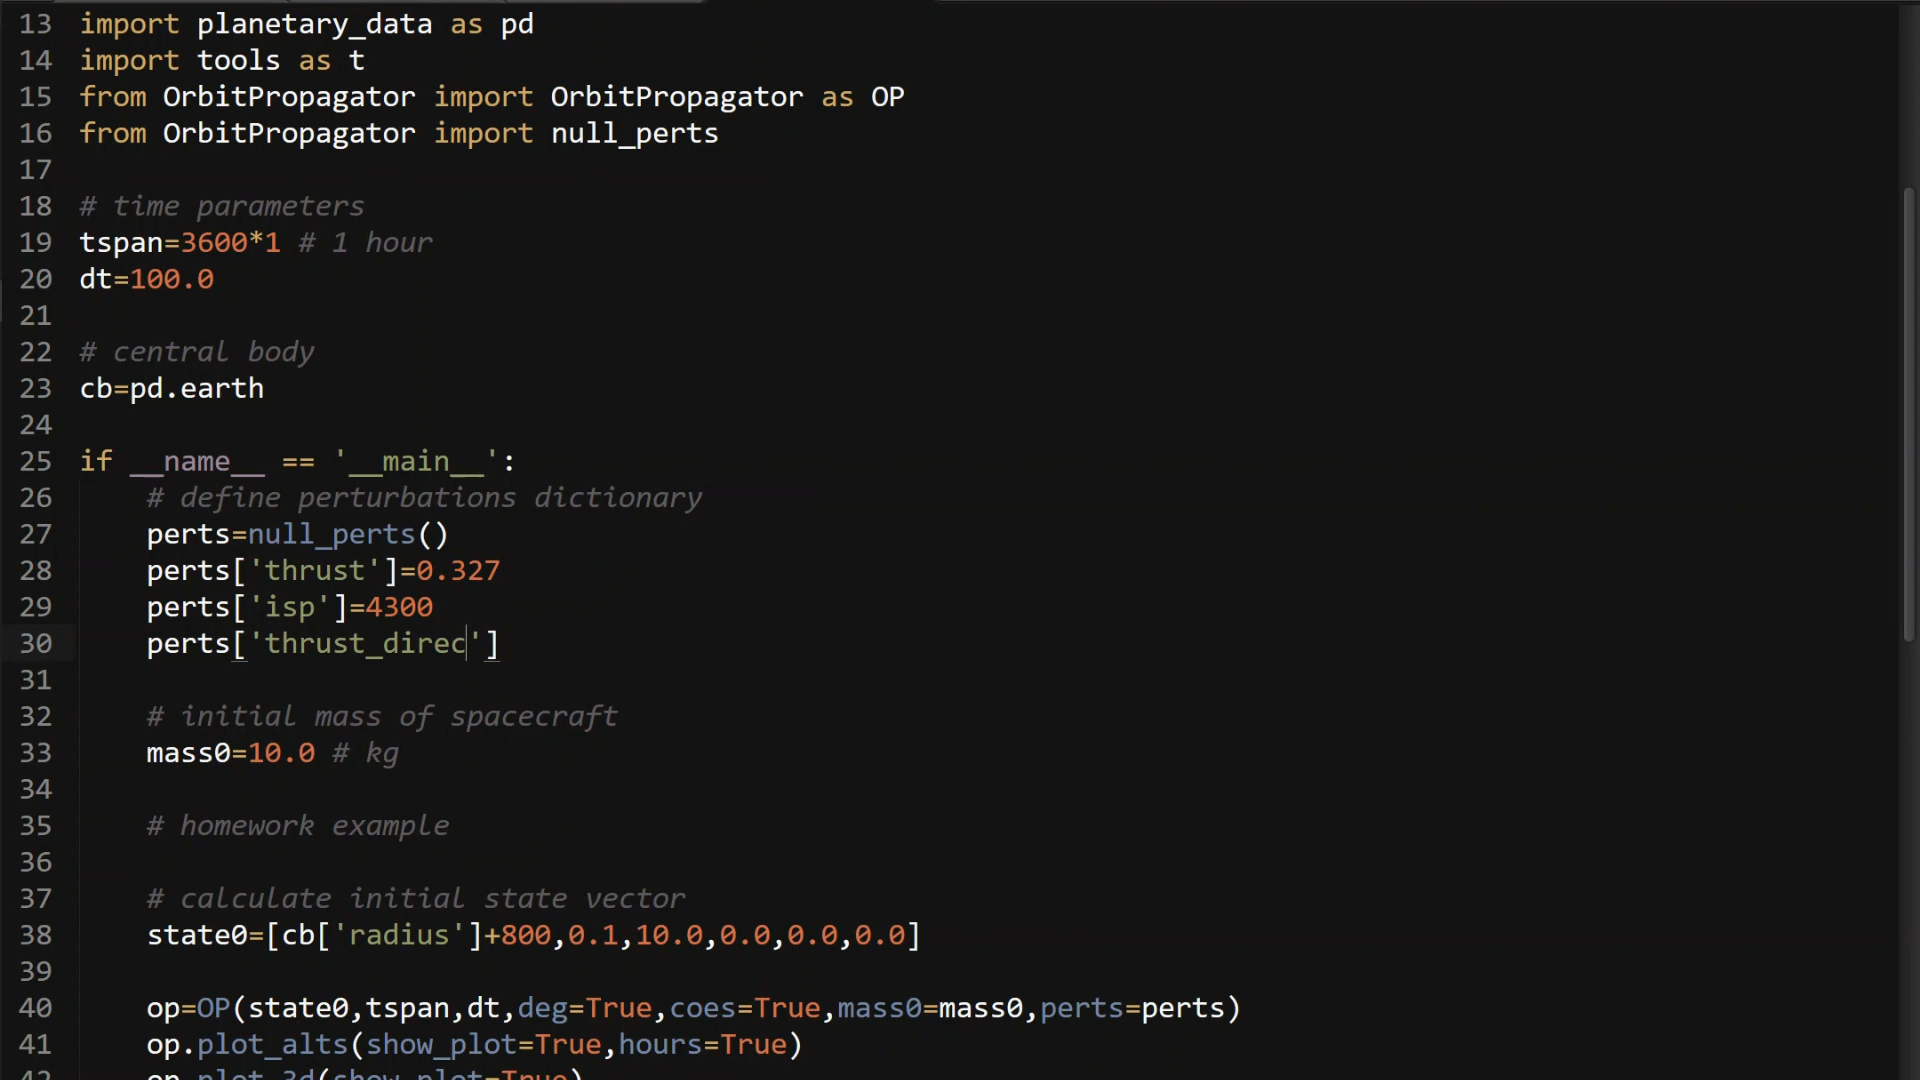 13 import planetary_data as pd
14 import tools as t
15 from OrbitPropagator import OrbitPropagator as OP
16 from OrbitPropagator import null_perts
17
18 # time parameters
19 tspan=3600*1 # 1 hour
20 dt=100.0
21
22 # central body
23 cb=pd.earth
24
25 if __name__ == '__main__':
26     # define perturbations dictionary
27     perts=null_perts()
28     perts['thrust']=0.327
29     perts['isp']=4300
30     perts['thrust_direc']
31
32     # initial mass of spacecraft
33     mass0=10.0 # kg
34
35     # homework example
36
37     # calculate initial state vector
38     state0=[cb['radius']+800,0.1,10.0,0.0,0.0,0.0]
39
40     op=OP(state0,tspan,dt,deg=True,coes=True,mass0=mass0,perts=perts)
41     op.plot_alts(show_plot=True,hours=True)
42     op.plot_3d(show_plot=True)